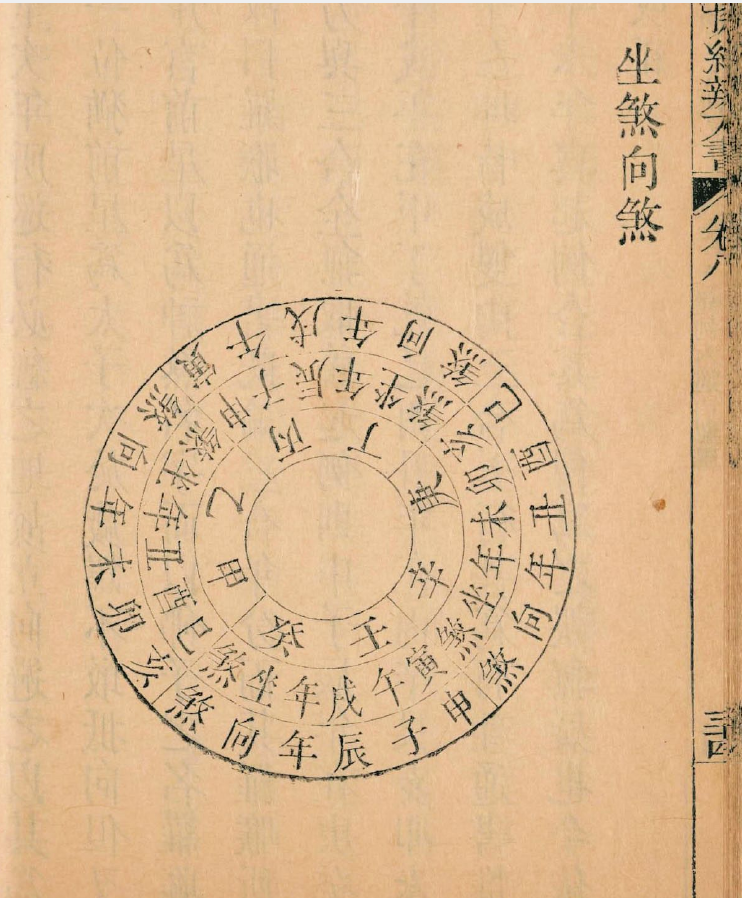 紀辨方書
卷八
坐煞向煞
寅午戌年向煞
巳酉丑年向煞
申子辰年向煞
亥卯未年向煞
申子辰年坐煞
亥卯未年坐煞
寅午戌年坐煞
巳酉丑年坐煞
丙丁
庚辛
壬癸
甲乙